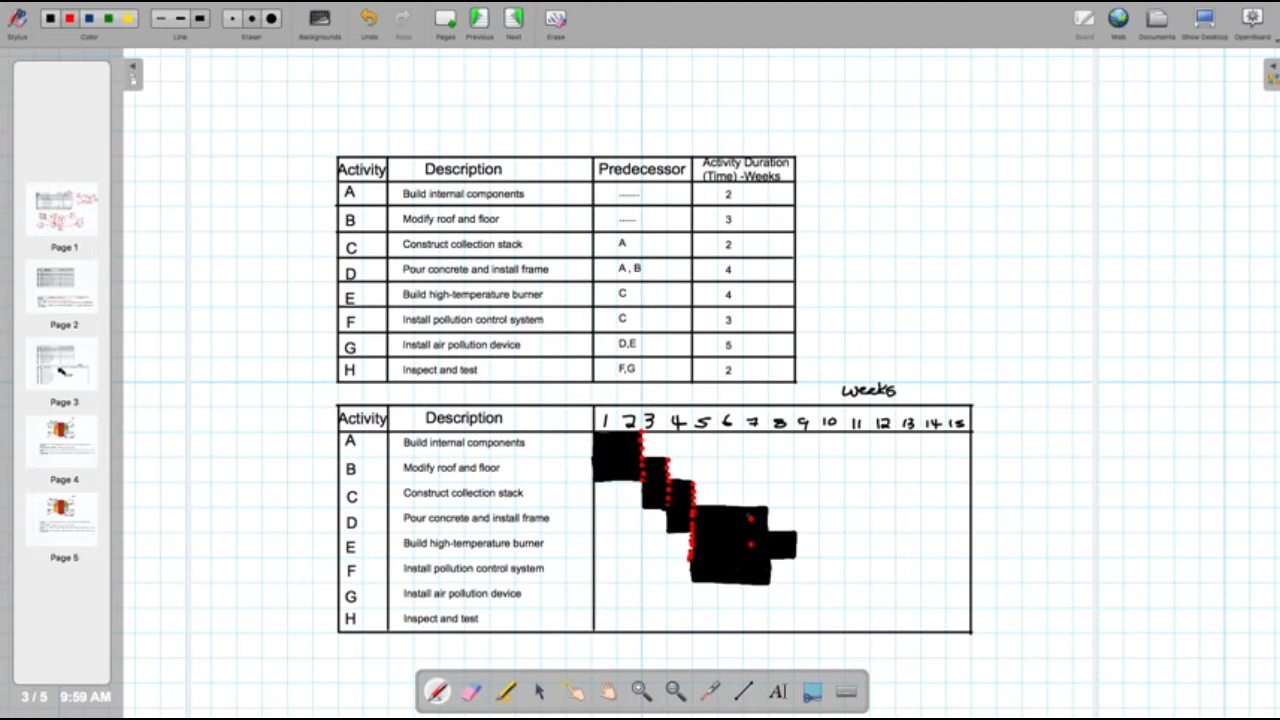 Stylus Color Line Eraser Backgrounds Undo Redo Pages Previous Next Erase Board Web Documents Show Desktop OpenBoard
Activity Description Predecessor Activity Duration (Time) -Weeks
A Build internal components ....... 2
B Modify roof and floor ...... 3
C Construct collection stack A 2
D Pour concrete and install frame A , B 4
E Build high-temperature burner C 4
F Install pollution control system C 3
G Install air pollution device D,E 5
H Inspect and test F,G 2
weeks
Activity Description 1 2 3 4 5 6 7 8 9 10 11 12 13 14 15
A Build internal components
B Modify roof and floor
C Construct collection stack
D Pour concrete and install frame
E Build high-temperature burner
F Install pollution control system
G Install air pollution device
H Inspect and test
Page 1
Page 2
Page 3
Page 4
Page 5
3 / 5 9:59 AM
AI